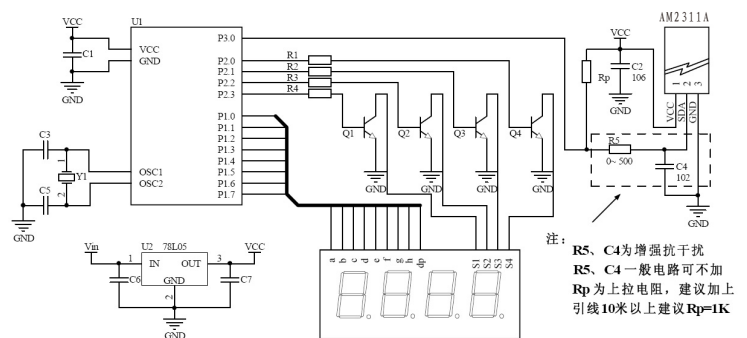 U1
AM2311A
VCC
VCC
C1
GND
VCC
GND
P3.0
P2.0
P2.1
P2.2
P2.3
P1.0
P1.1
P1.2
P1.3
P1.4
P1.5
P1.6
P1.7
OSC1
OSC2
R1
R2
R3
R4
Q1
Q2
Q3
Q4
GND
GND
GND
GND
Rp
C2
106
GND
1
2
3
VCC
SDA
GND
R5
0~ 500
C4
102
GND
C3
1
Y1
2
C5
GND
Vin
U2 78L05
VCC
1
IN
OUT
3
GND
2
C6
C7
GND
a
b
c
d
e
f
g
h
dp
S1
S2
S3
S4
注：
R5、C4为增强抗干扰
R5、C4 一般电路可不加
Rp 为上拉电阻，建议加上
引线10米以上建议Rp=1K